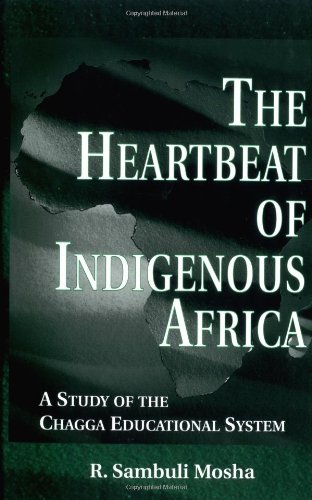 THE
HEARTBEAT
OF
INDIGENOUS
AFRICA
A STUDY OF THE
CHAGGA EDUCATIONAL SYSTEM
R. Sambuli Mosha